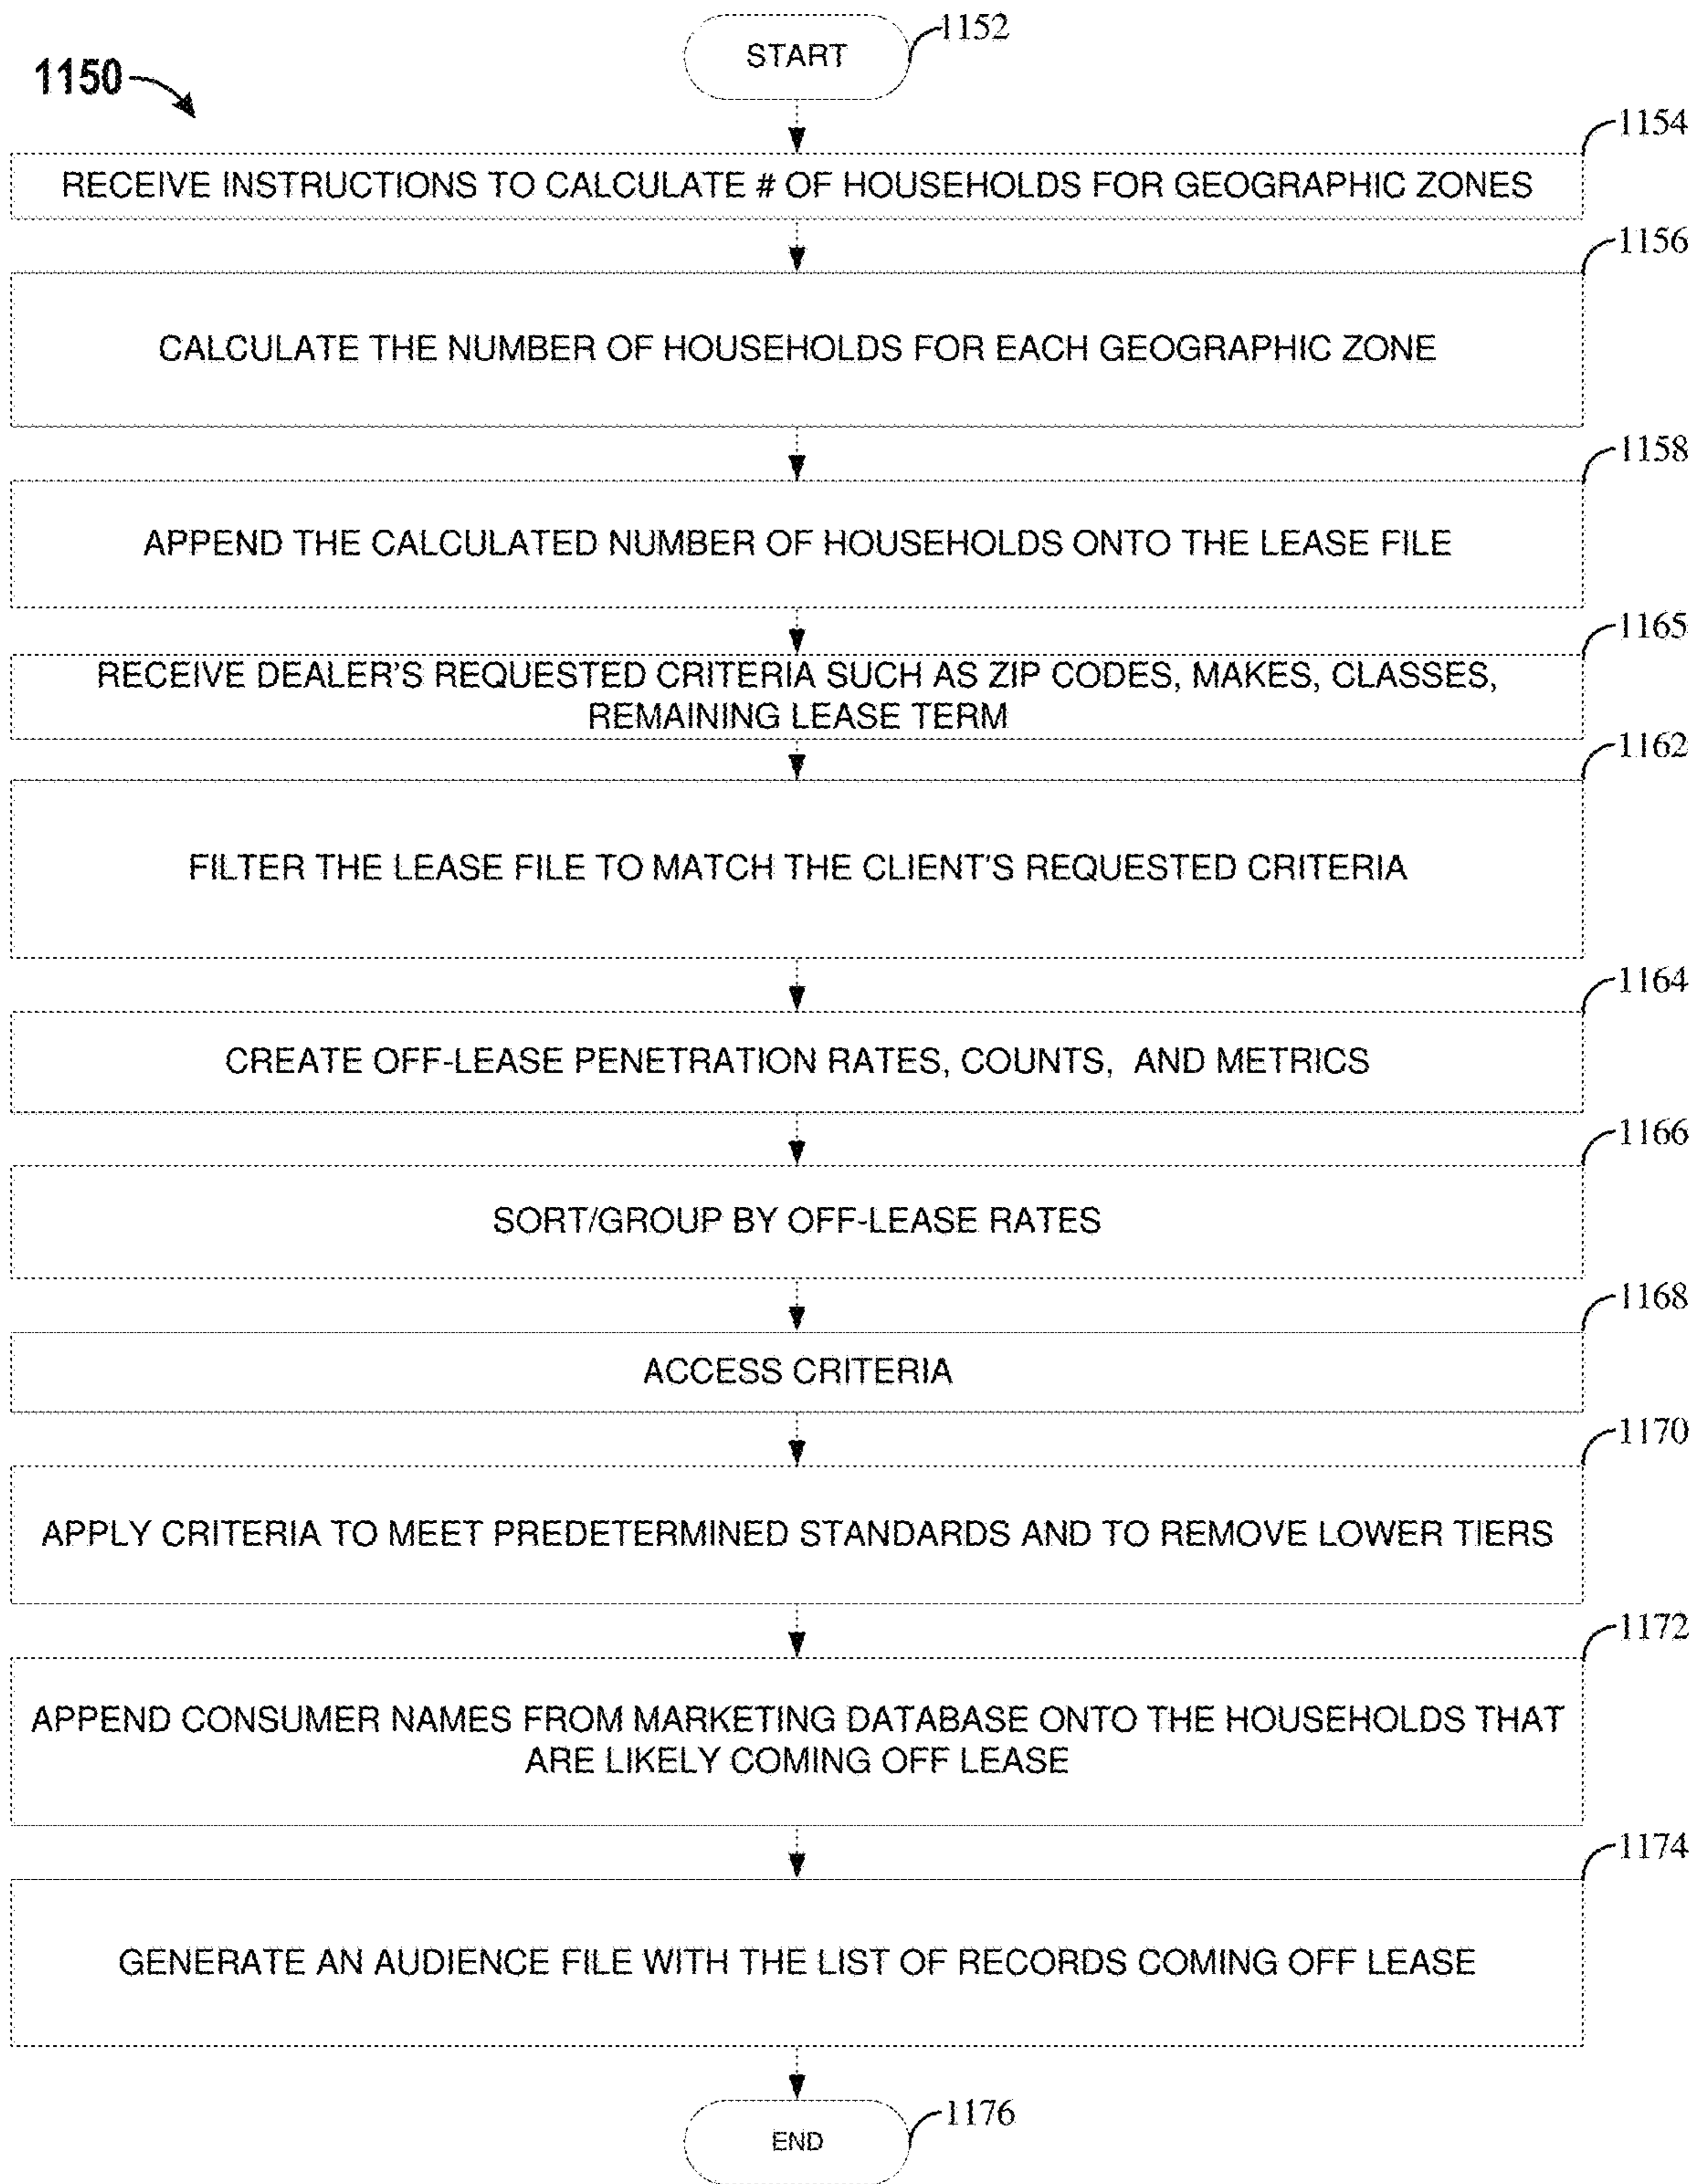 1150
START
1152
1154
RECEIVE INSTRUCTIONS TO CALCULATE # OF HOUSEHOLDS FOR GEOGRAPHIC ZONES
1156
CALCULATE THE NUMBER OF HOUSEHOLDS FOR EACH GEOGRAPHIC ZONE
1158
APPEND THE CALCULATED NUMBER OF HOUSEHOLDS ONTO THE LEASE FILE
1165
RECEIVE DEALER'S REQUESTED CRITERIA SUCH AS ZIP CODES, MAKES, CLASSES,
REMAINING LEASE TERM
1162
FILTER THE LEASE FILE TO MATCH THE CLIENT'S REQUESTED CRITERIA
1164
CREATE OFF-LEASE PENETRATION RATES, COUNTS, AND METRICS
1166
SORT/GROUP BY OFF-LEASE RATES
1168
ACCESS CRITERIA
1170
APPLY CRITERIA TO MEET PREDETERMINED STANDARDS AND TO REMOVE LOWER TIERS
1172
APPEND CONSUMER NAMES FROM MARKETING DATABASE ONTO THE HOUSEHOLDS THAT
ARE LIKELY COMING OFF LEASE
1174
GENERATE AN AUDIENCE FILE WITH THE LIST OF RECORDS COMING OFF LEASE
1176
END